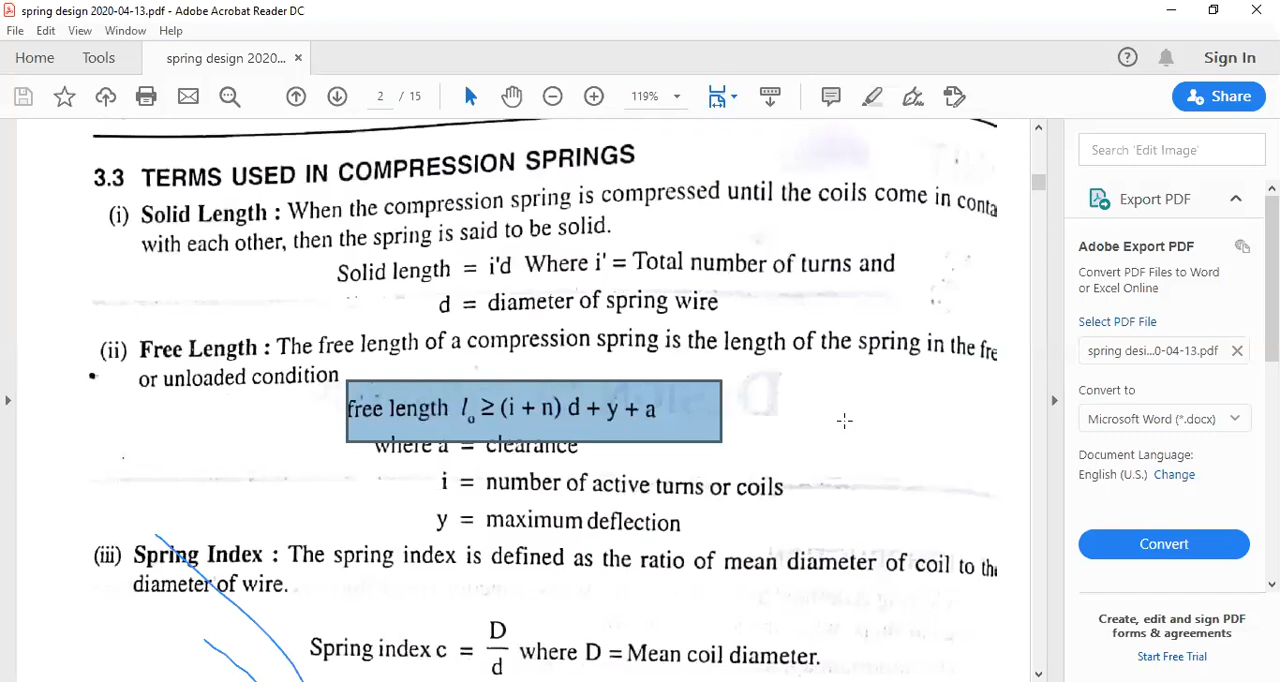 spring design 2020-04-13.pdf - Adobe Acrobat Reader DC
File Edit View Window Help
Home Tools spring design 2020... × Sign In
2 / 15 119% Share
3.3 TERMS USED IN COMPRESSION SPRINGS
(i) Solid Length : When the compression spring is compressed until the coils come in conta
with each other, then the spring is said to be solid.
Solid length = i'd Where i' = Total number of turns and
d = diameter of spring wire
(ii) Free Length : The free length of a compression spring is the length of the spring in the fre
or unloaded condition
free length lₒ ≥ (i + n) d + y + a
where a = clearance
i = number of active turns or coils
y = maximum deflection
(iii) Spring Index : The spring index is defined as the ratio of mean diameter of coil to the
diameter of wire.
Spring index c = D/d where D = Mean coil diameter.
Search 'Edit Image'
Export PDF
Adobe Export PDF
Convert PDF Files to Word
or Excel Online
Select PDF File
spring desi...0-04-13.pdf
Convert to
Microsoft Word (*.docx)
Document Language:
English (U.S.) Change
Convert
Create, edit and sign PDF
forms & agreements
Start Free Trial